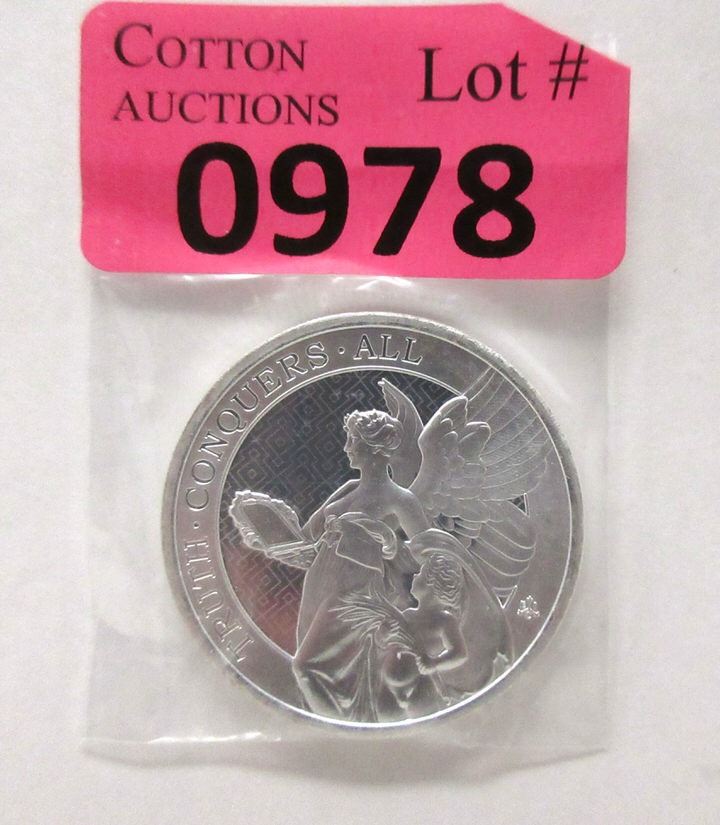 COTTON
AUCTIONS
Lot #
0978
TRUTH · CONQUERS · ALL